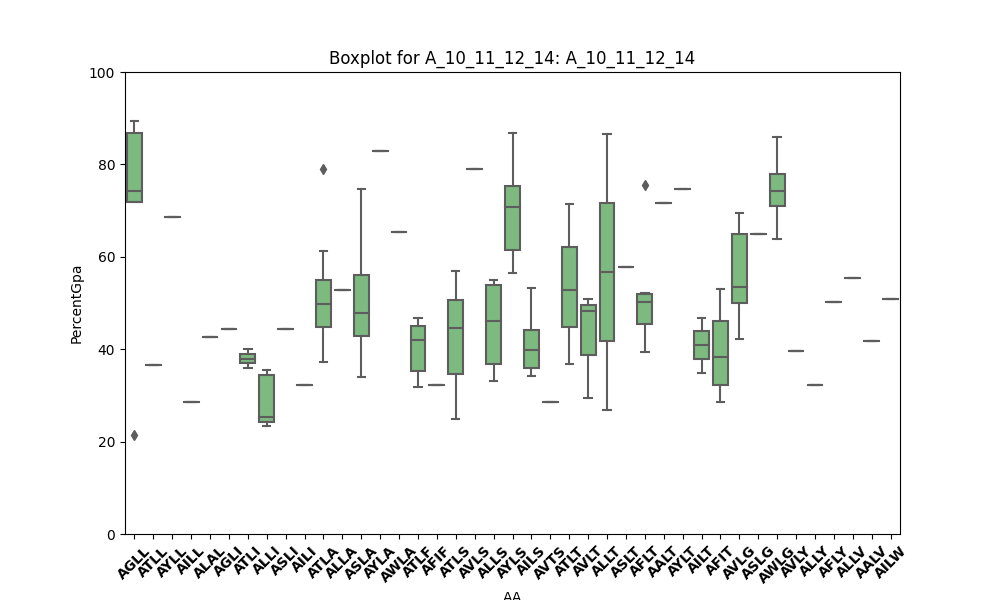 Boxplot for A_10_11_12_14: A_10_11_12_14
100
80
60
40
20
0
PercentGpa
AGLL ATLL AYLL AILL ALAL AGLI ATLI ALLI ASLI AILI ATLA ALLA ASLA AYLA AWLA ATLF AFIF ATLS AVLS ALLS AYLS AILS AVTS ATLT AVLT ALLT ASLT AFLT AALT AYLT AILT AFIT AVLG ASLG AWLG AVLY ALLY AFLY ALLV AALV AILW
AA